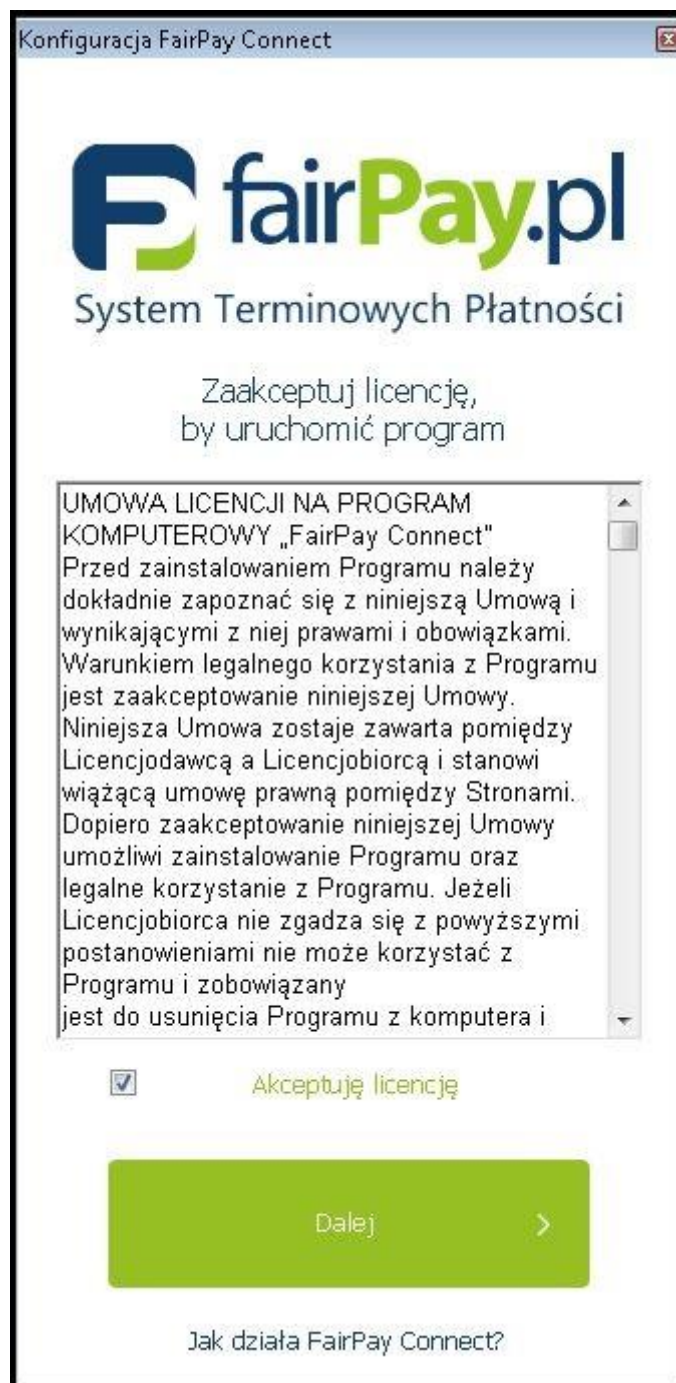 Konfiguracja FairPay Connect
fairPay.pl
System Terminowych Płatności
Zaakceptuj licencję,
by uruchomić program
UMOWA LICENCJI NA PROGRAM
KOMPUTEROWY „FairPay Connect"
Przed zainstalowaniem Programu należy
dokładnie zapoznać się z niniejszą Umową i
wynikającymi z niej prawami i obowiązkami.
Warunkiem legalnego korzystania z Programu
jest zaakceptowanie niniejszej Umowy.
Niniejsza Umowa zostaje zawarta pomiędzy
Licencjodawcą a Licencjobiorcą i stanowi
wiążącą umowę prawną pomiędzy Stronami.
Dopiero zaakceptowanie niniejszej Umowy
umożliwi zainstalowanie Programu oraz
legalne korzystanie z Programu. Jeżeli
Licencjobiorca nie zgadza się z powyższymi
postanowieniami nie może korzystać z
Programu i zobowiązany
jest do usunięcia Programu z komputera i
Akceptuję licencję
Dalej
Jak działa FairPay Connect?